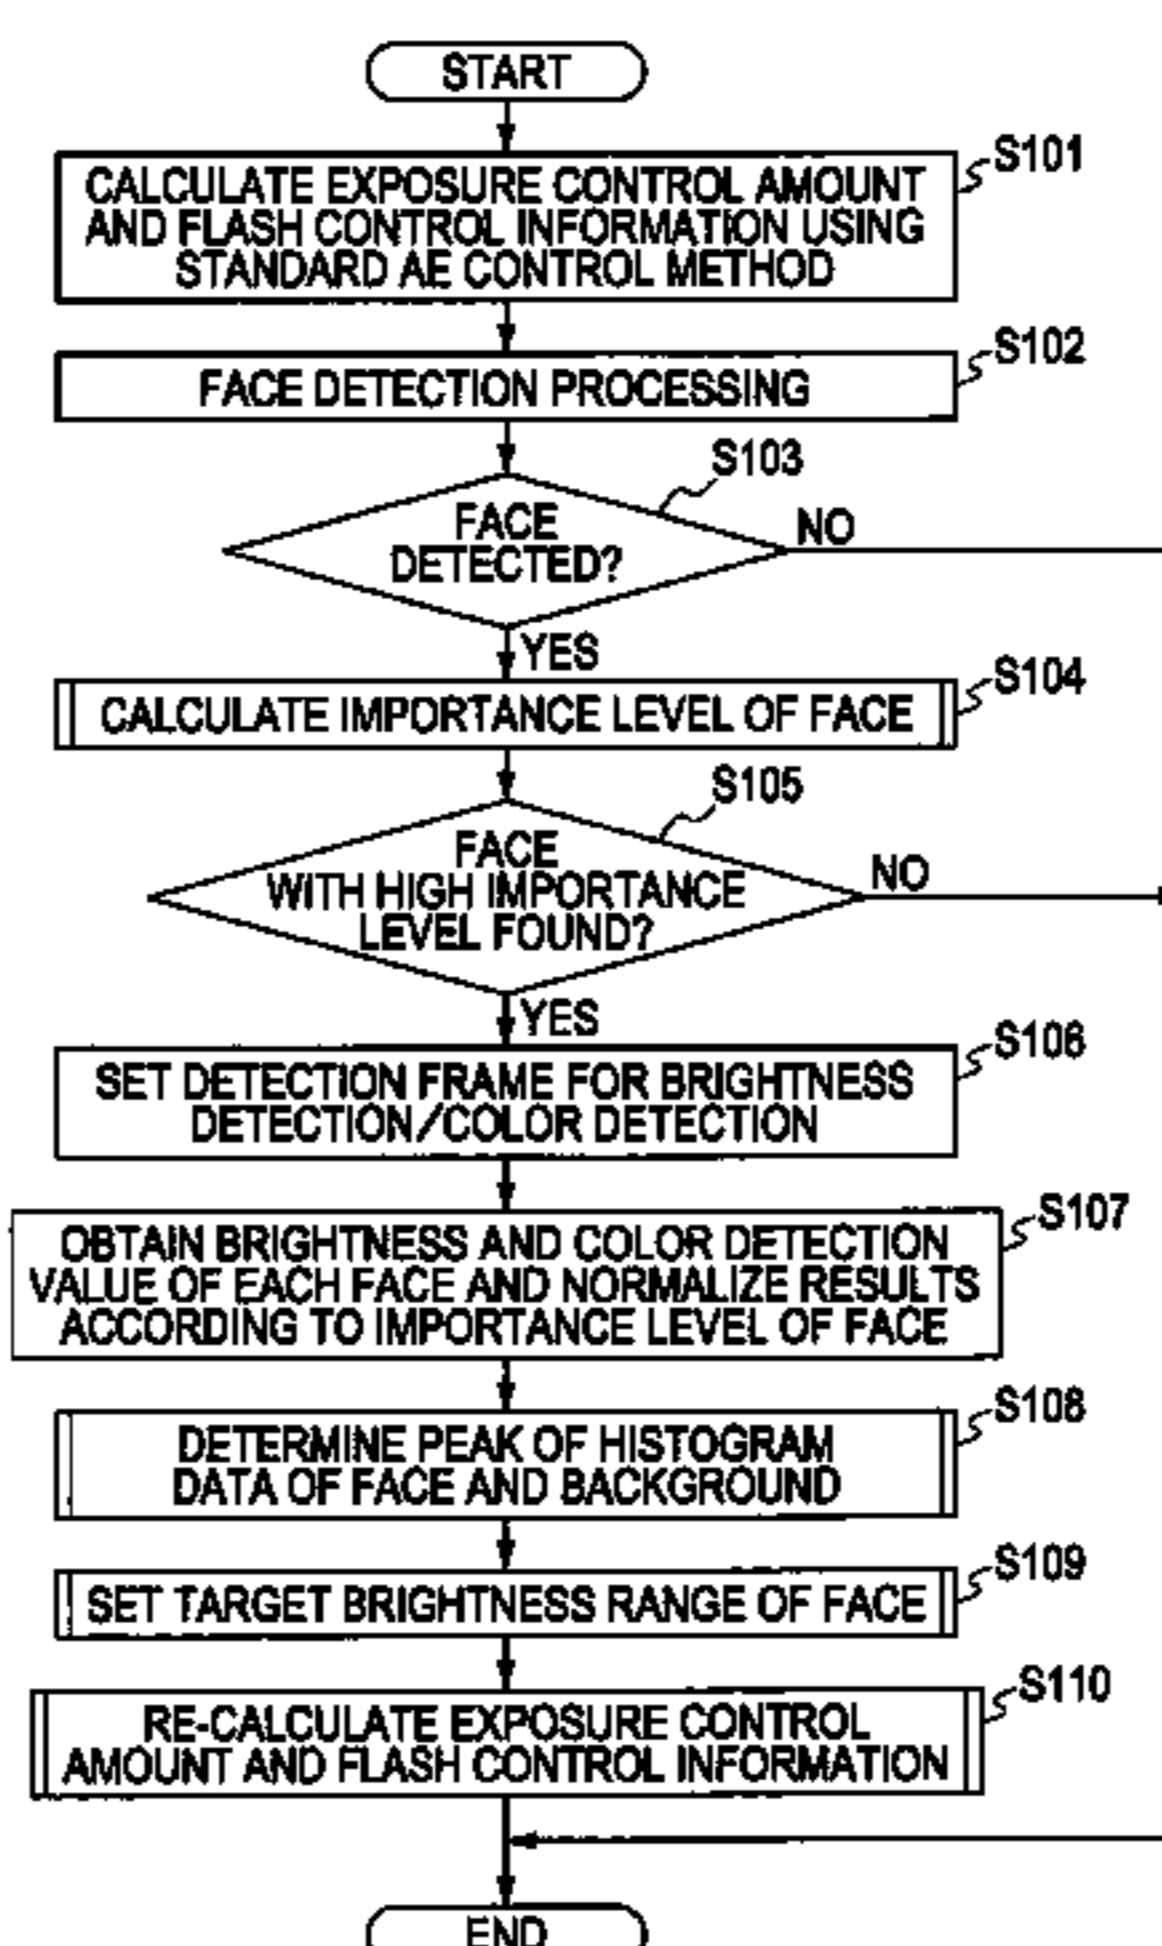 START
S101
CALCULATE EXPOSURE CONTROL AMOUNT
AND FLASH CONTROL INFORMATION USING
STANDARD AE CONTROL METHOD
S102
FACE DETECTION PROCESSING
S103
FACE
DETECTED?
NO
YES
S104
CALCULATE IMPORTANCE LEVEL OF FACE
S105
FACE
WITH HIGH IMPORTANCE
LEVEL FOUND?
NO
YES
S106
SET DETECTION FRAME FOR BRIGHTNESS
DETECTION/COLOR DETECTION
S107
OBTAIN BRIGHTNESS AND COLOR DETECTION
VALUE OF EACH FACE AND NORMALIZE RESULTS
ACCORDING TO IMPORTANCE LEVEL OF FACE
S108
DETERMINE PEAK OF HISTOGRAM
DATA OF FACE AND BACKGROUND
S109
SET TARGET BRIGHTNESS RANGE OF FACE
S110
RE-CALCULATE EXPOSURE CONTROL
AMOUNT AND FLASH CONTROL INFORMATION
END